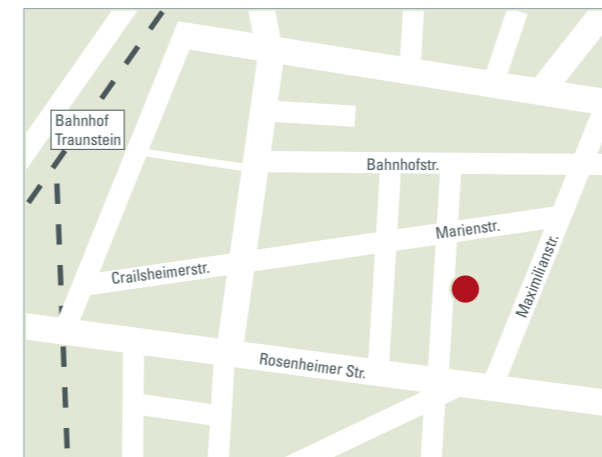 Bahnhof
Traunstein
Bahnhofstr.
Marienstr.
Crailsheimerstr.
Maximilianstr.
Rosenheimer Str.